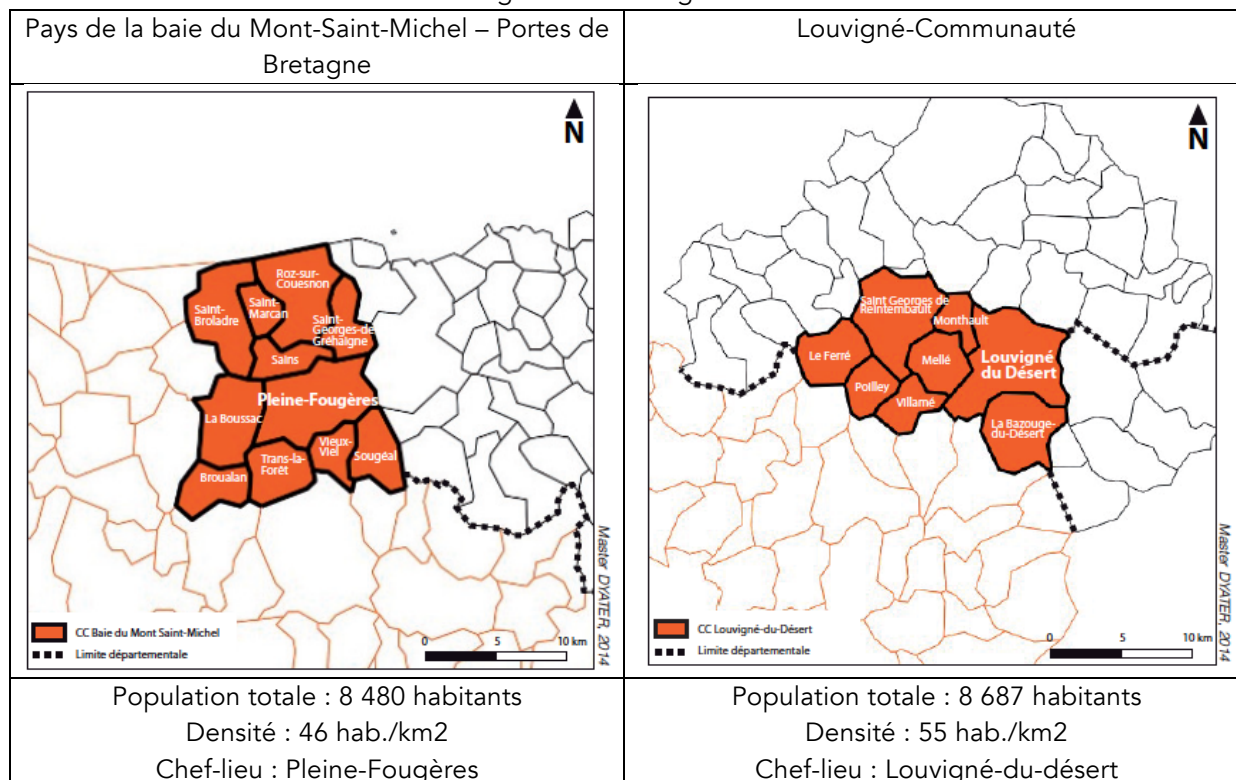 Pays de la baie du Mont-Saint-Michel – Portes de
Bretagne
Louvigné-Communauté
N
Roz-sur-
Couesnon
Saint-
Marcan
Saint-
Broladre
Saint-
Georges-de-
Gréhaigne
Sains
Pleine-Fougères
La Boussac
Vieux-
Viel
Trans-la-
Forêt
Sougéal
Broualan
CC Baie du Mont Saint-Michel
Limite départementale
0 5 10 km
Master DYATER, 2014
N
Saint Georges de
Reintembault
Monthault
Le Ferré
Mellé
Louvigné
du Désert
Poilley
Villamé
La Bazouge-
du-Désert
CC Louvigné-du-Désert
Limite départementale
0 5 10 km
Master DYATER, 2014
Population totale : 8 480 habitants
Densité : 46 hab./km2
Chef-lieu : Pleine-Fougères
Population totale : 8 687 habitants
Densité : 55 hab./km2
Chef-lieu : Louvigné-du-désert